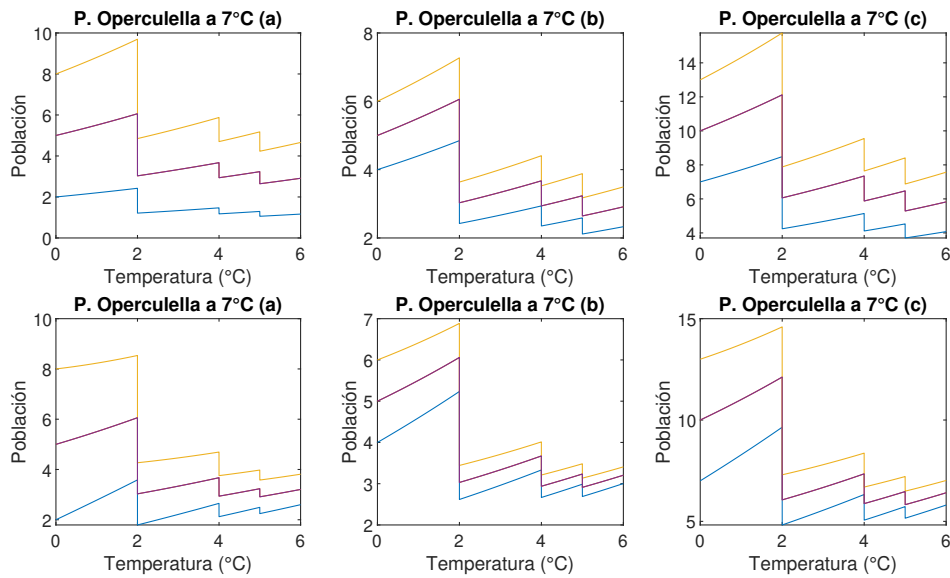 P. Operculella a 7°C (a)
10
8
6
4
2
0
Población
0 2 4 6
Temperatura (°C)
P. Operculella a 7°C (b)
8
6
4
2
Población
0 2 4 6
Temperatura (°C)
P. Operculella a 7°C (c)
14
12
10
8
6
4
Población
0 2 4 6
Temperatura (°C)
P. Operculella a 7°C (a)
10
8
6
4
2
Población
0 2 4 6
Temperatura (°C)
P. Operculella a 7°C (b)
7
6
5
4
3
2
Población
0 2 4 6
Temperatura (°C)
P. Operculella a 7°C (c)
15
10
5
Población
0 2 4 6
Temperatura (°C)